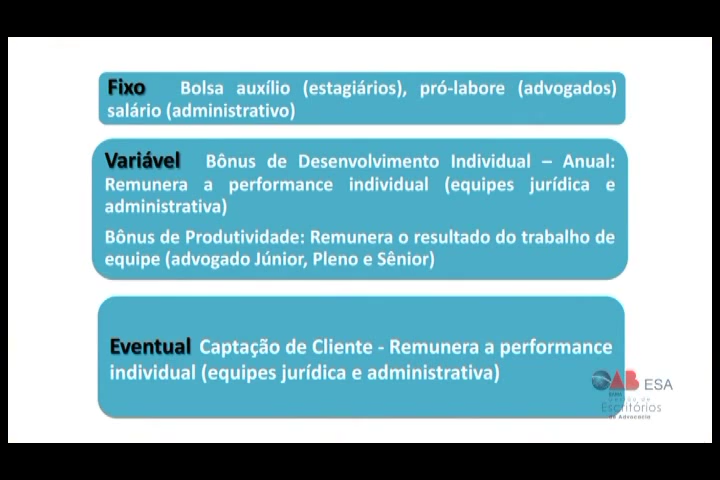 Fixo Bolsa auxílio (estagiários), pró-labore (advogados)
salário (administrativo)
Variável Bônus de Desenvolvimento Individual – Anual:
Remunera a performance individual (equipes jurídica e
administrativa)
Bônus de Produtividade: Remunera o resultado do trabalho de
equipe (advogado Júnior, Pleno e Sênior)
Eventual Captação de Cliente - Remunera a performance
individual (equipes jurídica e administrativa)
OAB ESA
Escritórios
de Advocacia